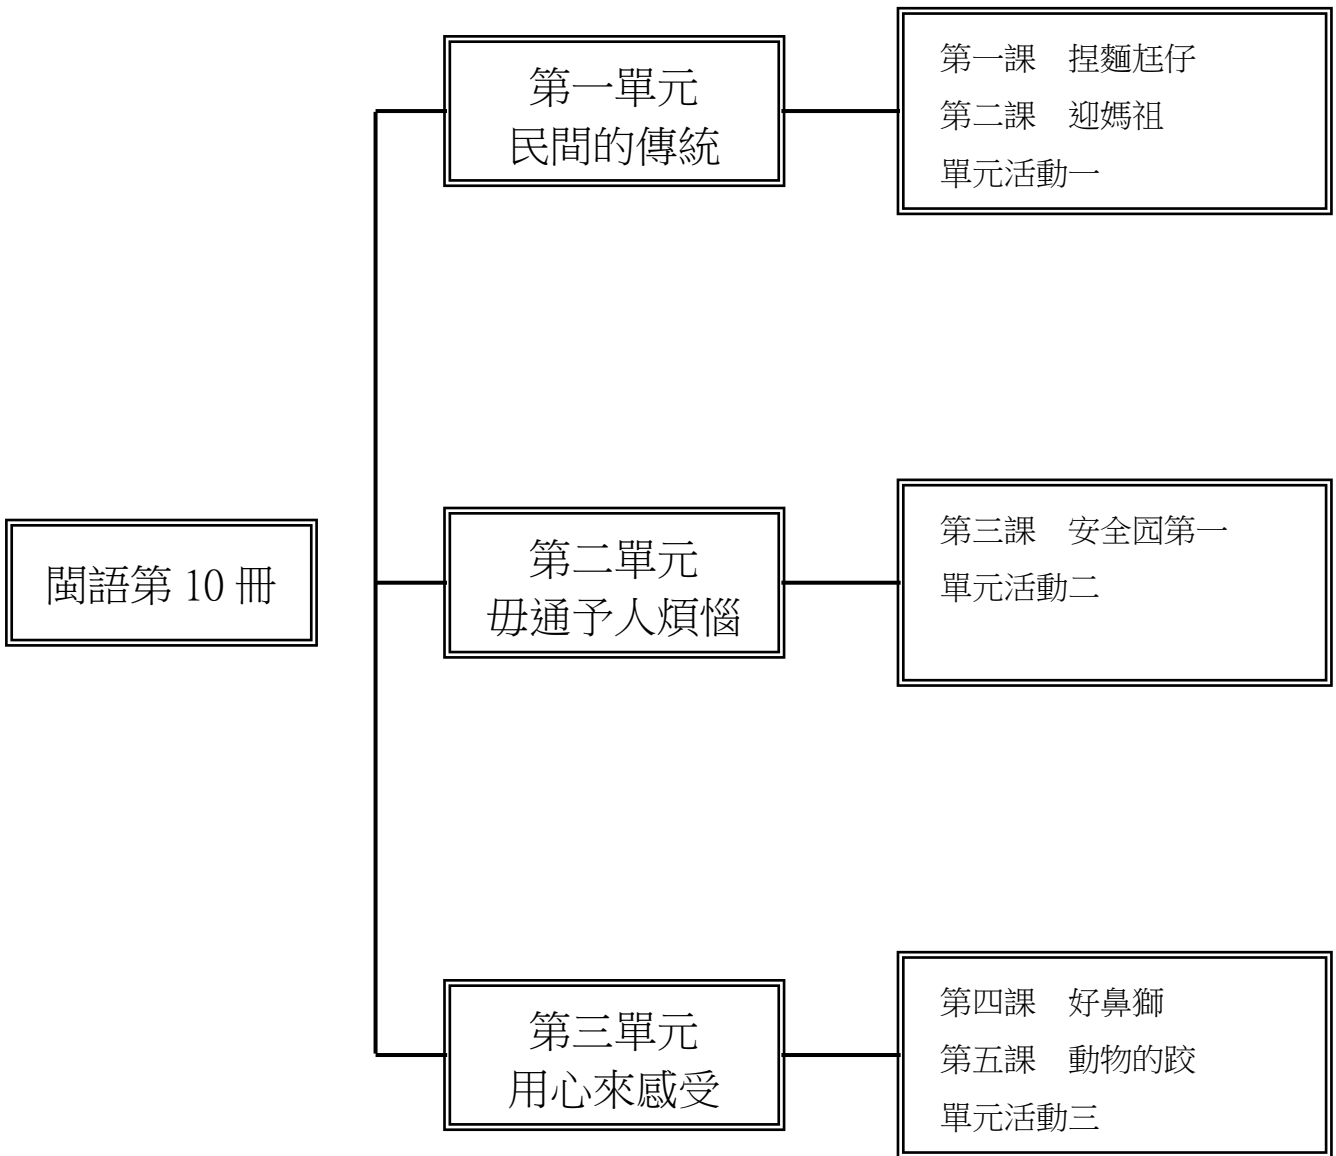 閩語第 10 冊
第一單元
民間的傳統
第一課　捏麵尪仔
第二課　迎媽祖
單元活動一
第二單元
毋通予人煩惱
第三課　安全囥第一
單元活動二
第三單元
用心來感受
第四課　好鼻獅
第五課　動物的跤
單元活動三